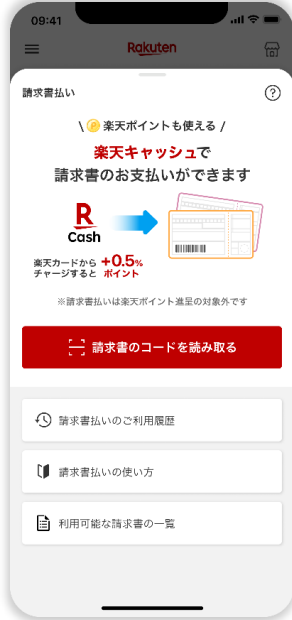 09:41
Rakuten
請求書払い
?
\ P 楽天ポイントも使える /
楽天キャッシュで
請求書のお支払いができます
R
Cash
楽天カードから
チャージすると
+0.5%
ポイント
※請求書払いは楽天ポイント進呈の対象外です
請求書のコードを読み取る
請求書払いのご利用履歴
請求書払いの使い方
利用可能な請求書の一覧